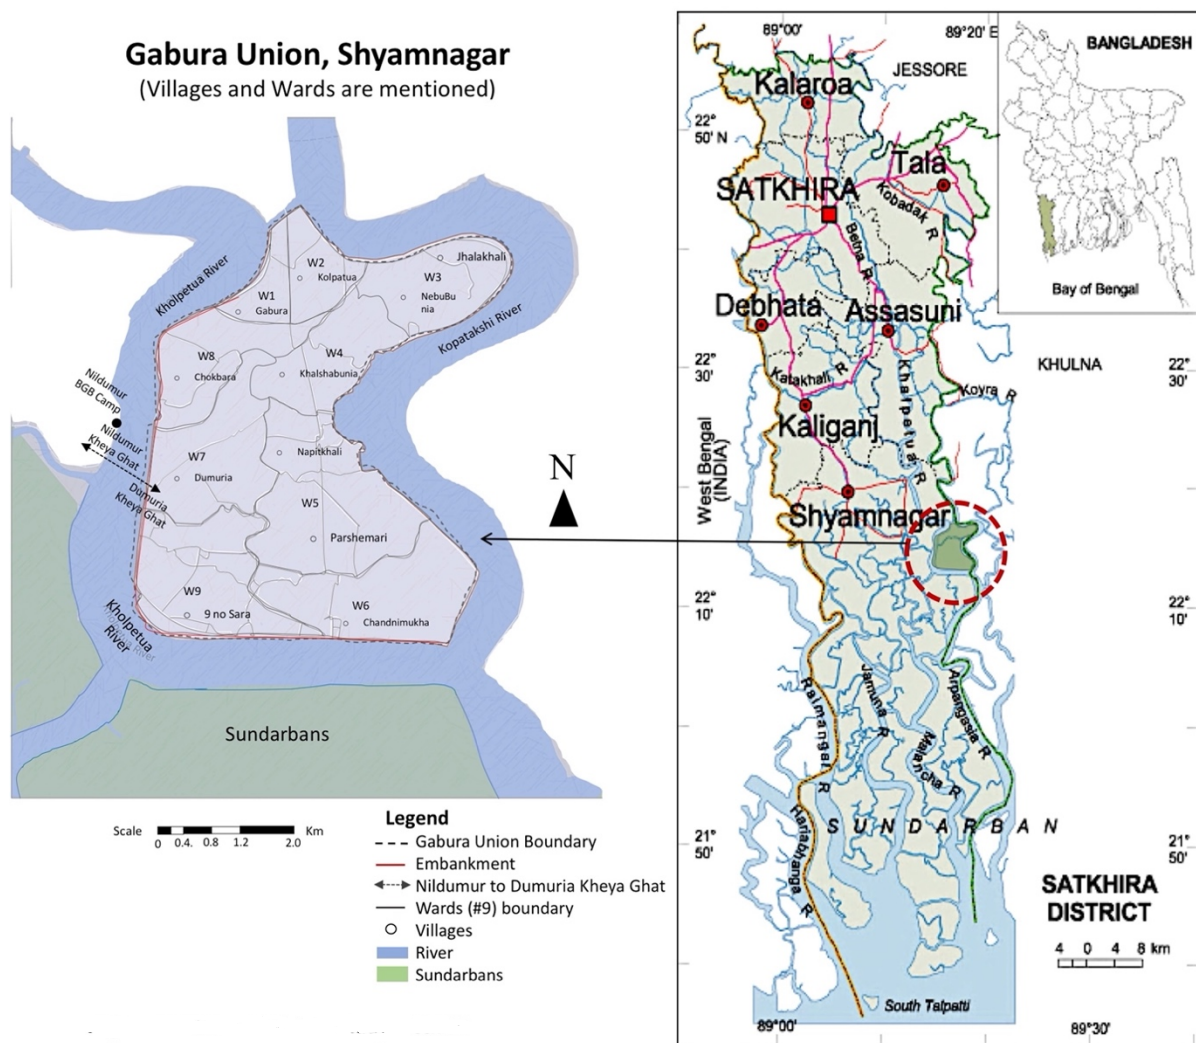 Gabura Union, Shyamnagar
(Villages and Wards are mentioned)
Kholpetua River
W2
Kolpatua
W3
Jhalakhali
NebuBu
nia
W1
Gabura
Kopatakshi River
W8
Chokbara
W4
Khalshabunia
Nildumur
BGB Camp
Nildumur
Kheya Ghat
Dumuria
Kheya Ghat
W7
Dumuria
Napitkhali
W5
Parshemari
W9
9 no Sara
W6
Chandnimukha
Kholpetua
River
Sundarbans
N
Scale
0 0.4. 0.8 1.2 2.0 Km
Legend
Gabura Union Boundary
Embankment
Nildumur to Dumuria Kheya Ghat
Wards (#9) boundary
Villages
River
Sundarbans
89°00'
89°20' E
BANGLADESH
Bay of Bengal
JESSORE
Kalaroa
22°
50' N
Tala
SATKHIRA
Kobadak R
Betna R
Debhata
Assasuni
KHULNA
22°
30'
22°
30'
Katakhali R
Kholpetua R
Koyra R
Kaliganj
West Bengal
(INDIA)
Shyamnagar
22°
10'
22°
10'
Raimangal R
Jamuna R
Malancha R
Arpangasia R
Hariabhanga R
SUNDARBAN
21°
50'
21°
50'
SATKHIRA
DISTRICT
4 0 4 8 km
South Talpatti
89°00'
89°30'